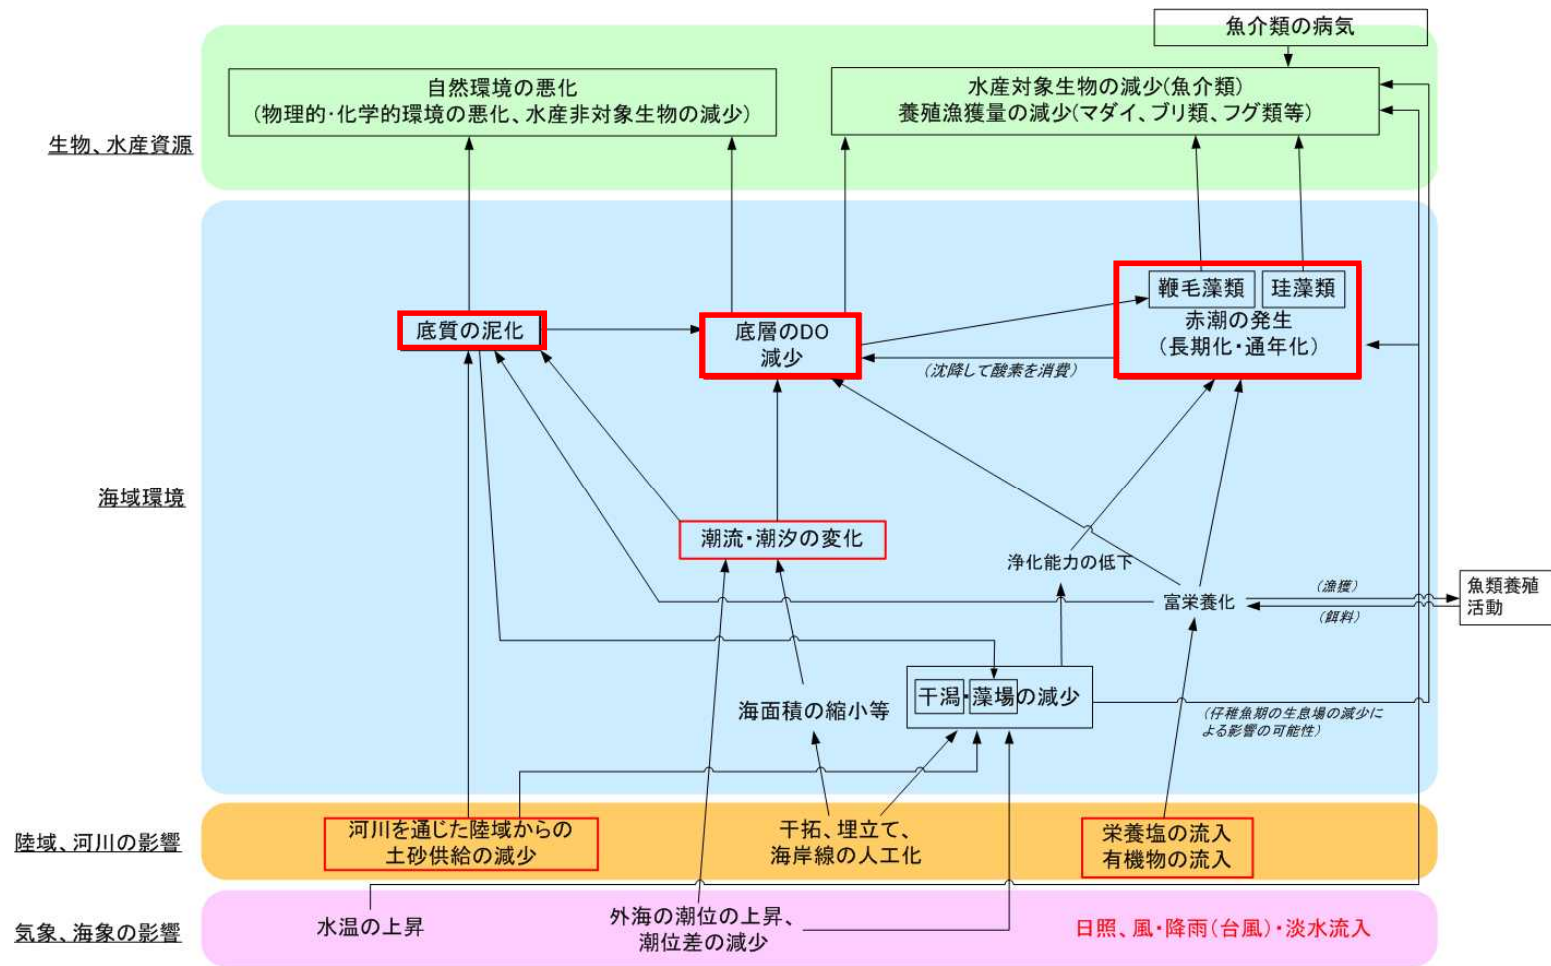 魚介類の病気
自然環境の悪化
(物理的・化学的環境の悪化、水産非対象生物の減少)
水産対象生物の減少(魚介類)
養殖漁獲量の減少(マダイ、ブリ類、フグ類等)
生物、水産資源
鞭毛藻類
珪藻類
赤潮の発生
(長期化・通年化)
底質の泥化
底層のDO
減少
(沈降して酸素を消費)
海域環境
潮流・潮汐の変化
浄化能力の低下
富栄養化
(漁獲)
(餌料)
魚類養殖
活動
干潟・藻場の減少
海面積の縮小等
(仔稚魚期の生息場の減少に
よる影響の可能性)
陸域、河川の影響
河川を通じた陸域からの
土砂供給の減少
干拓、埋立て、
海岸線の人工化
栄養塩の流入
有機物の流入
気象、海象の影響
水温の上昇
外海の潮位の上昇、
潮位差の減少
日照、風・降雨(台風)・淡水流入